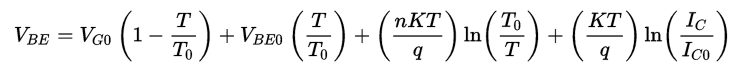 $V_{BE} = V_{G0} \left(1 - \frac{T}{T_0}\right) + V_{BE0} \left(\frac{T}{T_0}\right) + \left(\frac{nKT}{q}\right) \ln\left(\frac{T_0}{T}\right) + \left(\frac{KT}{q}\right) \ln\left(\frac{I_C}{I_{C0}}\right)$